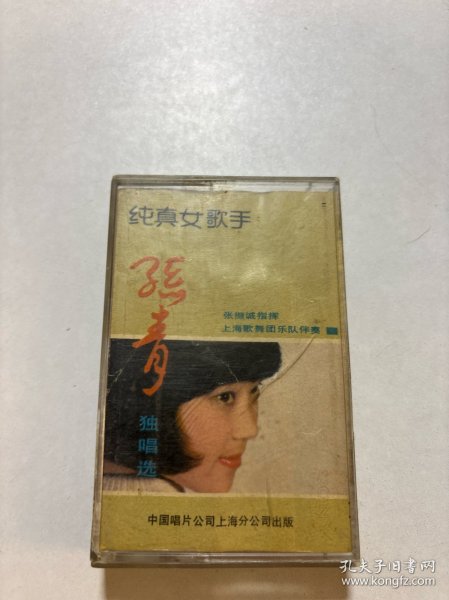 纯真女歌手
孙青
独唱选
张撷诚指挥
上海歌舞团乐队伴奏
中国唱片公司上海分公司出版
孔夫子旧书网
www.kongfz.com